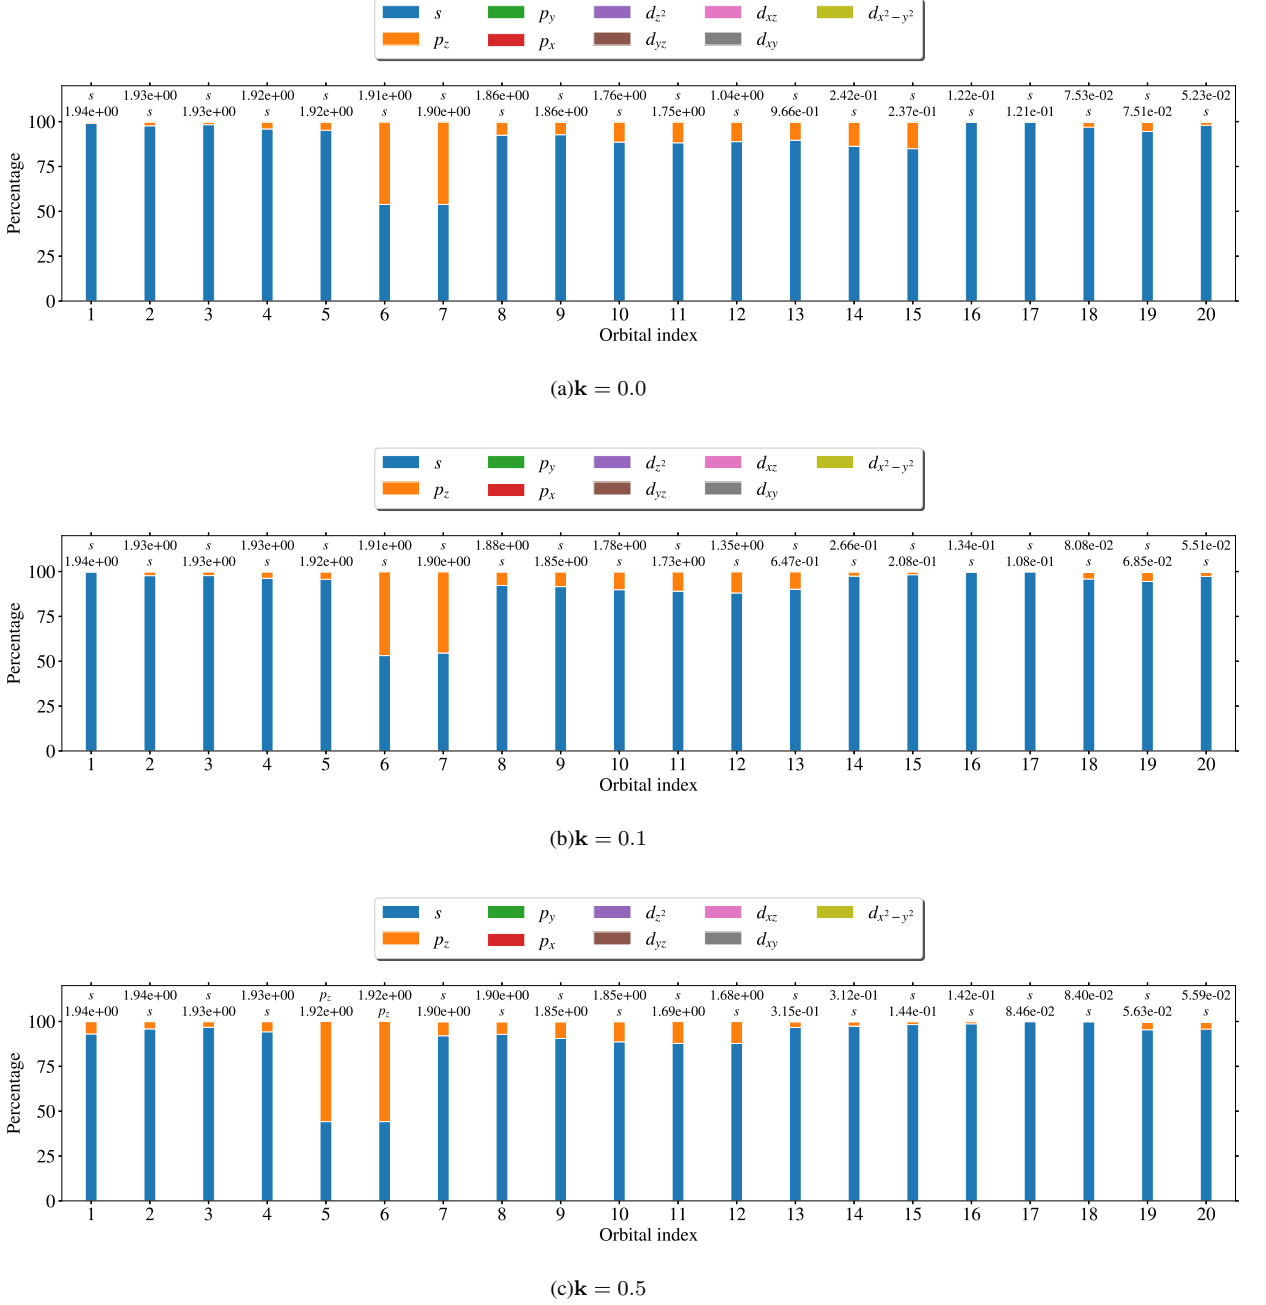 s p_y d_{z^2} d_{xz} d_{x^2-y^2}
p_z p_x d_{yz} d_{xy}
s 1.93e+00 s 1.92e+00 s 1.91e+00 s 1.86e+00 s 1.76e+00 s 1.04e+00 s 2.42e-01 s 1.22e-01 s 7.53e-02 s 5.23e-02
1.94e+00 s 1.93e+00 s 1.92e+00 s 1.90e+00 s 1.86e+00 s 1.75e+00 s 9.66e-01 s 2.37e-01 s 1.21e-01 s 7.51e-02 s
100
75
50
25
0
Percentage
1 2 3 4 5 6 7 8 9 10 11 12 13 14 15 16 17 18 19 20
Orbital index
(a)k = 0.0
s p_y d_{z^2} d_{xz} d_{x^2-y^2}
p_z p_x d_{yz} d_{xy}
s 1.93e+00 s 1.93e+00 s 1.91e+00 s 1.88e+00 s 1.78e+00 s 1.35e+00 s 2.66e-01 s 1.34e-01 s 8.08e-02 s 5.51e-02
1.94e+00 s 1.93e+00 s 1.92e+00 s 1.90e+00 s 1.85e+00 s 1.73e+00 s 6.47e-01 s 2.08e-01 s 1.08e-01 s 6.85e-02 s
100
75
50
25
0
Percentage
1 2 3 4 5 6 7 8 9 10 11 12 13 14 15 16 17 18 19 20
Orbital index
(b)k = 0.1
s p_y d_{z^2} d_{xz} d_{x^2-y^2}
p_z p_x d_{yz} d_{xy}
s 1.94e+00 s 1.93e+00 p_z 1.92e+00 s 1.90e+00 s 1.85e+00 s 1.68e+00 s 3.12e-01 s 1.42e-01 s 8.40e-02 s 5.59e-02
1.94e+00 s 1.93e+00 s 1.92e+00 p_z 1.90e+00 s 1.85e+00 s 1.69e+00 s 3.15e-01 s 1.44e-01 s 8.46e-02 s 5.63e-02 s
100
75
50
25
0
Percentage
1 2 3 4 5 6 7 8 9 10 11 12 13 14 15 16 17 18 19 20
Orbital index
(c)k = 0.5